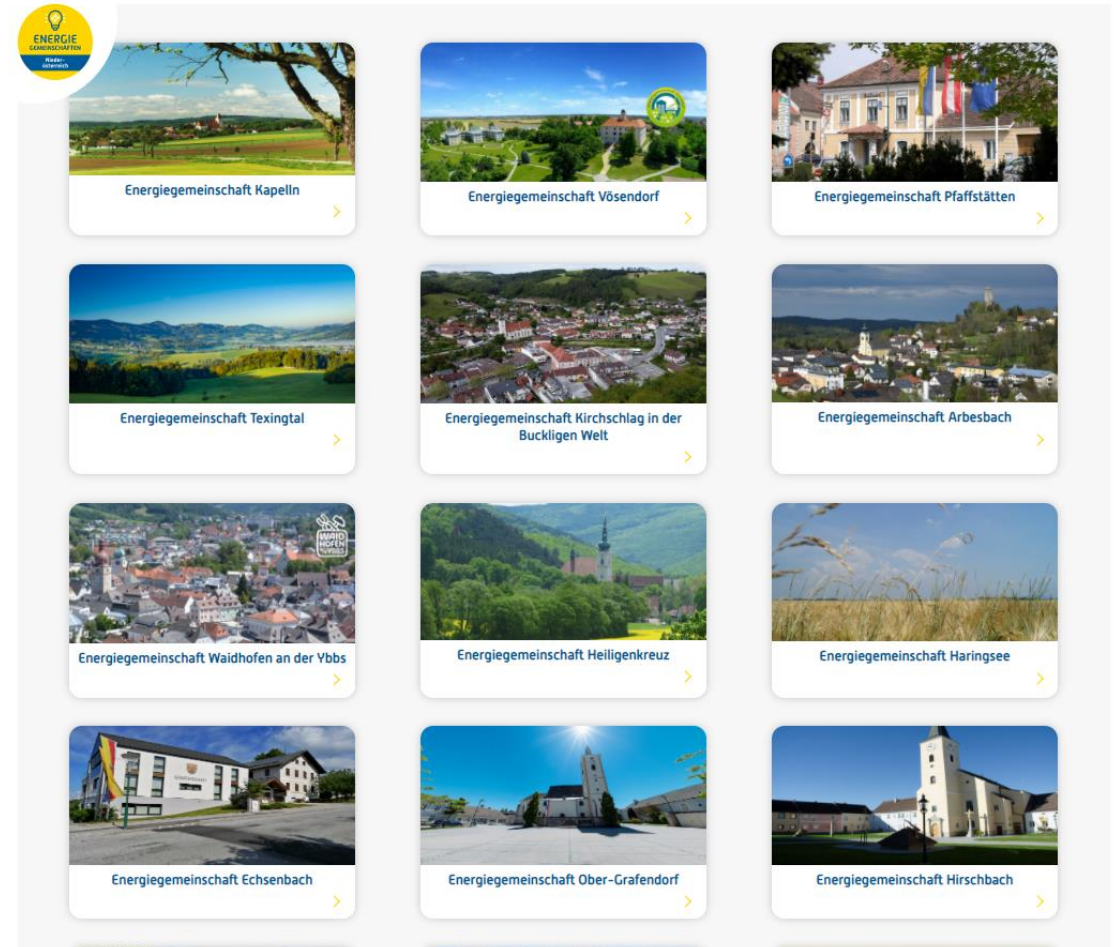 ENERGIE
GEMEINSCHAFTEN
Nieder-
österreich
Energiegemeinschaft Kapelln
Energiegemeinschaft Vösendorf
Energiegemeinschaft Pfaffstätten
Energiegemeinschaft Texingtal
Energiegemeinschaft Kirchschlag in der
Buckligen Welt
Energiegemeinschaft Arbesbach
WAID
HOFEN
Energiegemeinschaft Waidhofen an der Ybbs
Energiegemeinschaft Heiligenkreuz
Energiegemeinschaft Haringsee
Energiegemeinschaft Echsenbach
Energiegemeinschaft Ober-Grafendorf
Energiegemeinschaft Hirschbach